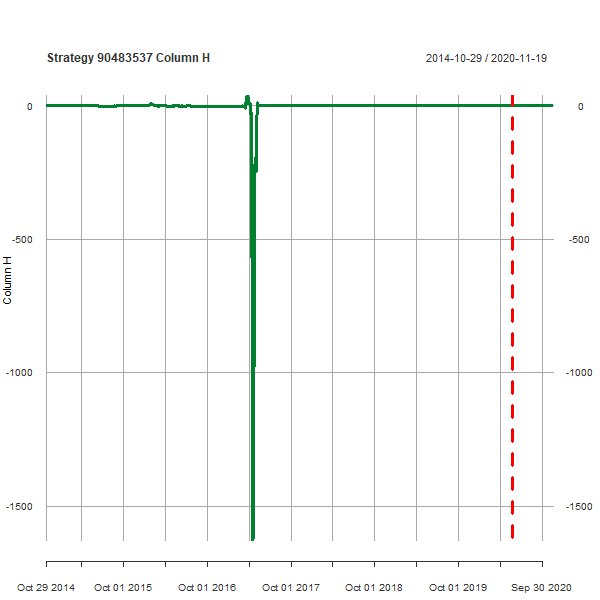 Strategy 90483537 Column H
2014-10-29 / 2020-11-19
0 0
-500 -500
Column H
-1000 -1000
-1500 -1500
Oct 29 2014 Oct 01 2015 Oct 01 2016 Oct 01 2017 Oct 01 2018 Oct 01 2019 Sep 30 2020